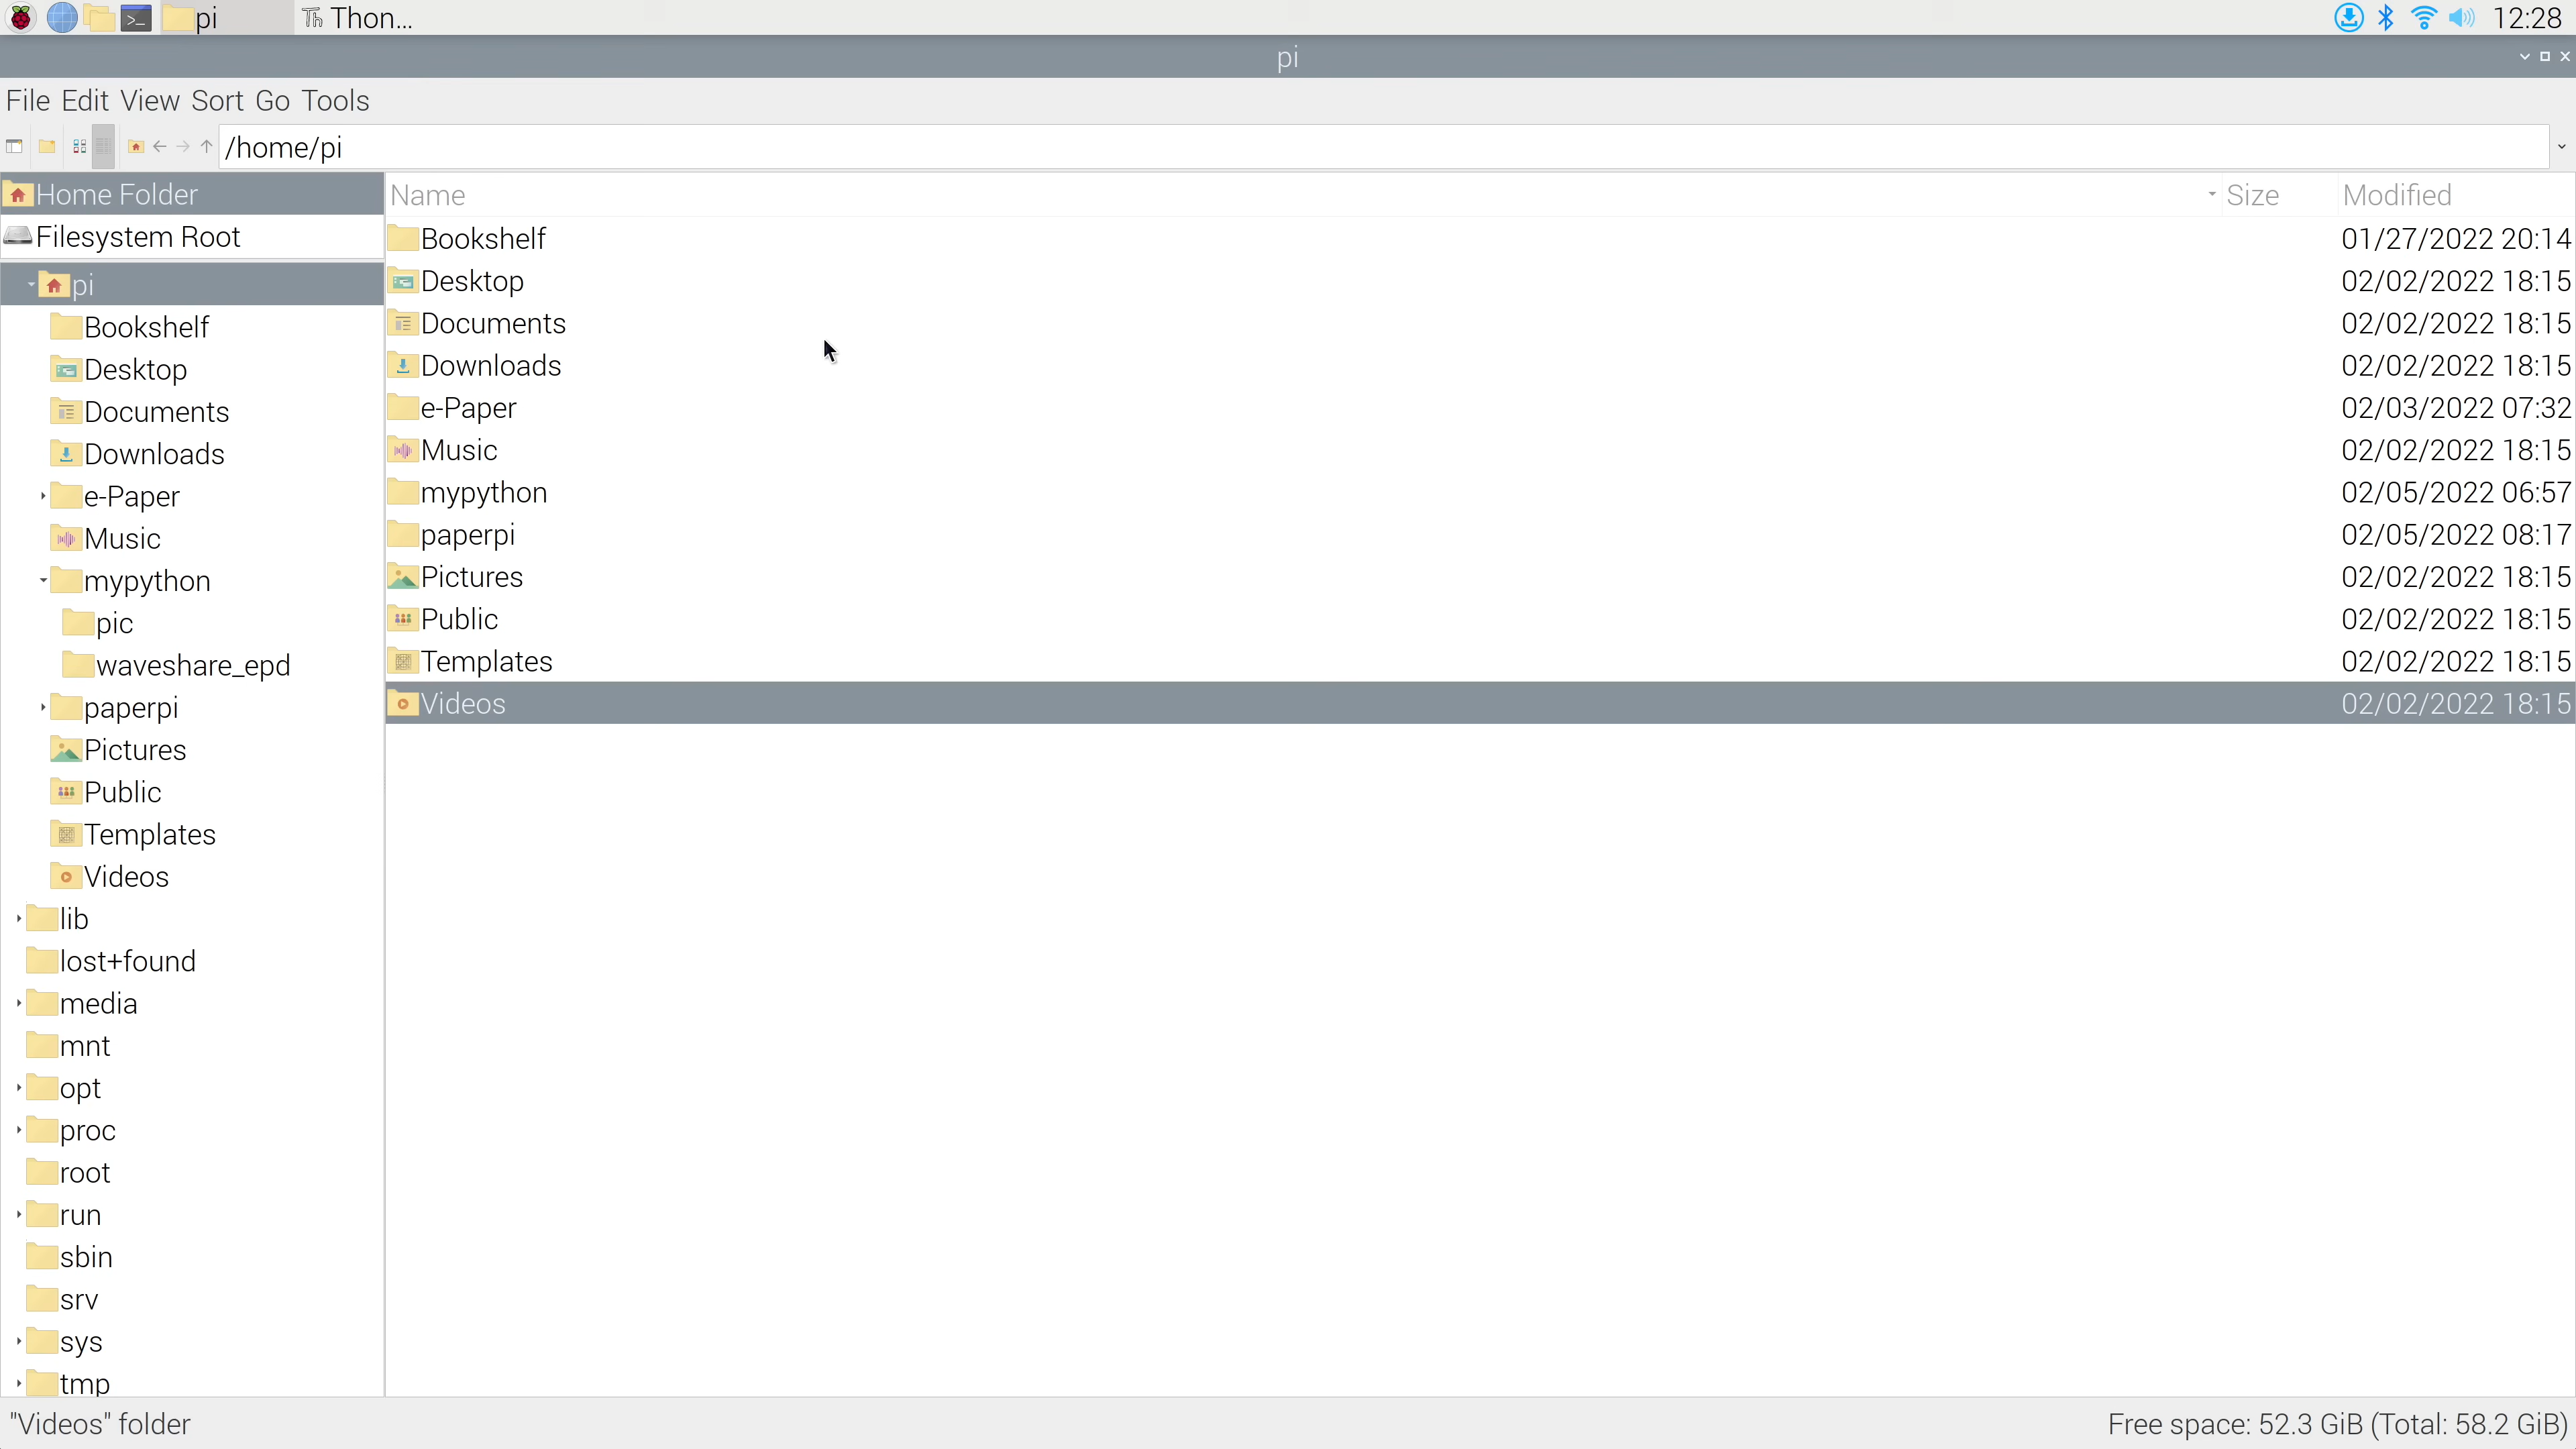 pi
Thon...
12:28
pi
File Edit View Sort Go Tools
/home/pi
Home Folder
Filesystem Root
pi
Bookshelf
Desktop
Documents
Downloads
e-Paper
Music
mypython
pic
waveshare_epd
paperpi
Pictures
Public
Templates
Videos
lib
lost+found
media
mnt
opt
proc
root
run
sbin
srv
sys
tmp
Name Size Modified
Bookshelf 01/27/2022 20:14
Desktop 02/02/2022 18:15
Documents 02/02/2022 18:15
Downloads 02/02/2022 18:15
e-Paper 02/03/2022 07:32
Music 02/02/2022 18:15
mypython 02/05/2022 06:57
paperpi 02/05/2022 08:17
Pictures 02/02/2022 18:15
Public 02/02/2022 18:15
Templates 02/02/2022 18:15
Videos 02/02/2022 18:15
"Videos" folder
Free space: 52.3 GiB (Total: 58.2 GiB)